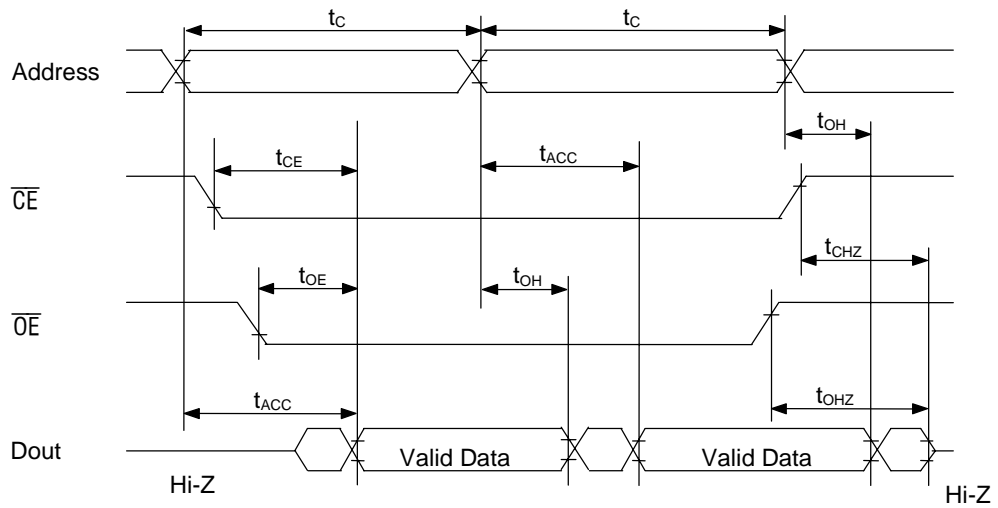 tC tC
Address
tOH
tCE tACC
CE
tCHZ
tOE tOH
OE
tACC tOHZ
Dout Valid Data Valid Data
Hi-Z Hi-Z